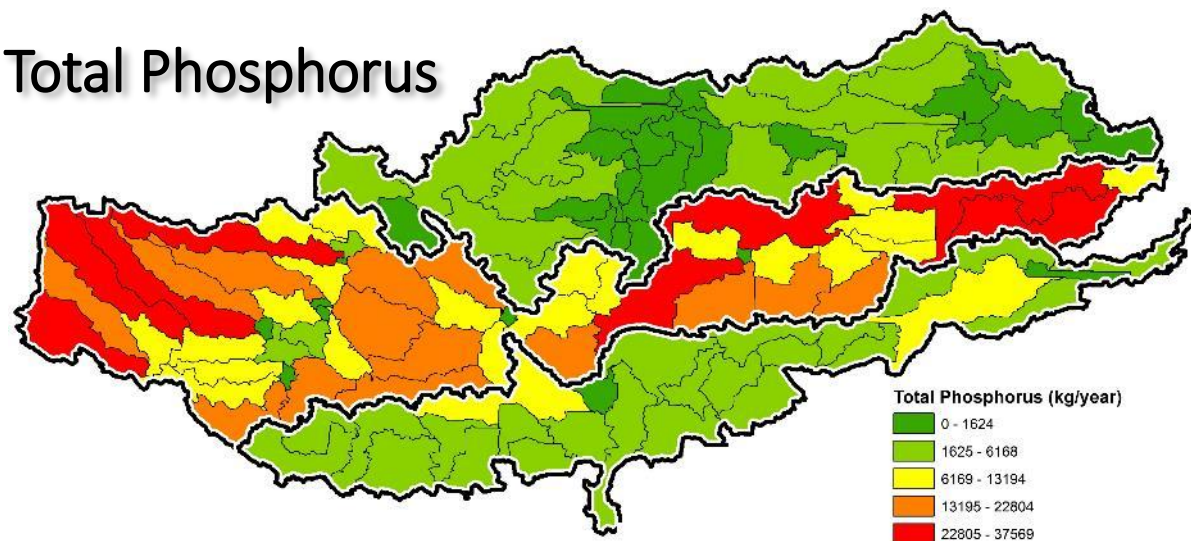 Total Phosphorus
Total Phosphorus (kg/year)
0 - 1624
1625 - 6168
6169 - 13194
13195 - 22804
22805 - 37569